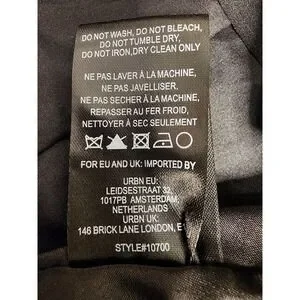 DO NOT WASH, DO NOT BLEACH,
DO NOT TUMBLE DRY,
DO NOT IRON,DRY CLEAN ONLY
NE PAS LAVER À LA MACHINE,
NE PAS JAVELLISER.
NE PAS SECHER À LA MACHINE,
REPASSER AU FER FROID,
NETTOYER À SEC SEULEMENT
FOR EU AND UK: IMPORTED BY
URBN EU:
LEIDSESTRAAT 32,
1017PB AMSTERDAM,
NETHERLANDS
URBN UK:
146 BRICK LANE LONDON,
STYLE#10700